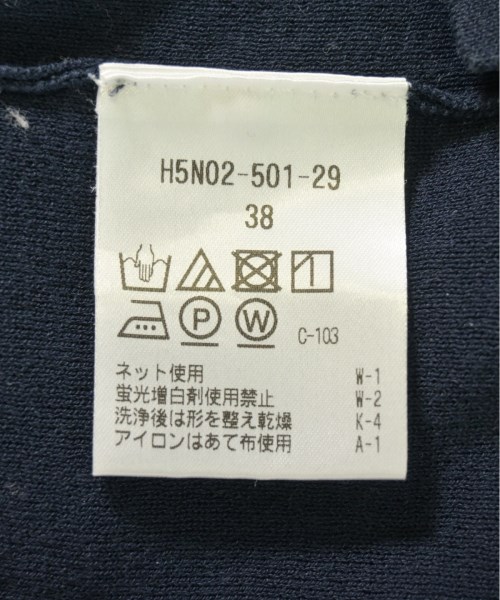 H5N02-501-29
38
P W C-103
ネット使用 W-1
蛍光増白剤使用禁止 W-2
洗浄後は形を整え乾燥 K-4
アイロンはあて布使用 A-1